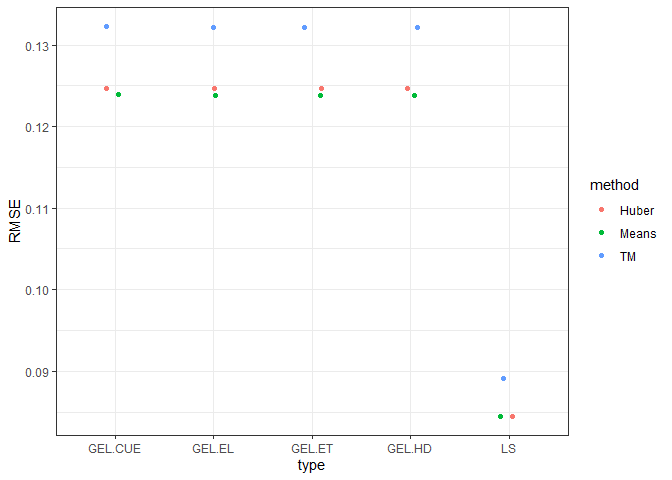 0.13
0.12
0.11
0.10
0.09
RMSE
GEL.CUE GEL.EL GEL.ET GEL.HD LS
type
method
Huber
Means
TM